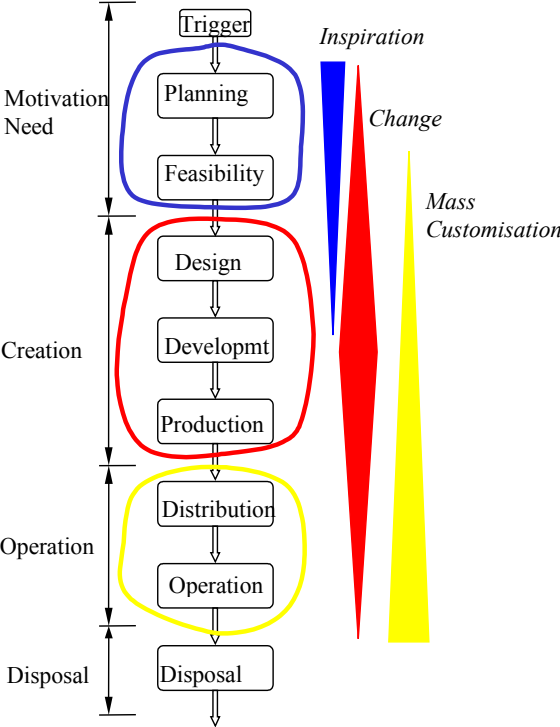 Trigger
Inspiration
Planning
Motivation
Need
Change
Feasibility
Mass
Customisation
Design
Creation
Developmt
Production
Distribution
Operation
Operation
Disposal
Disposal